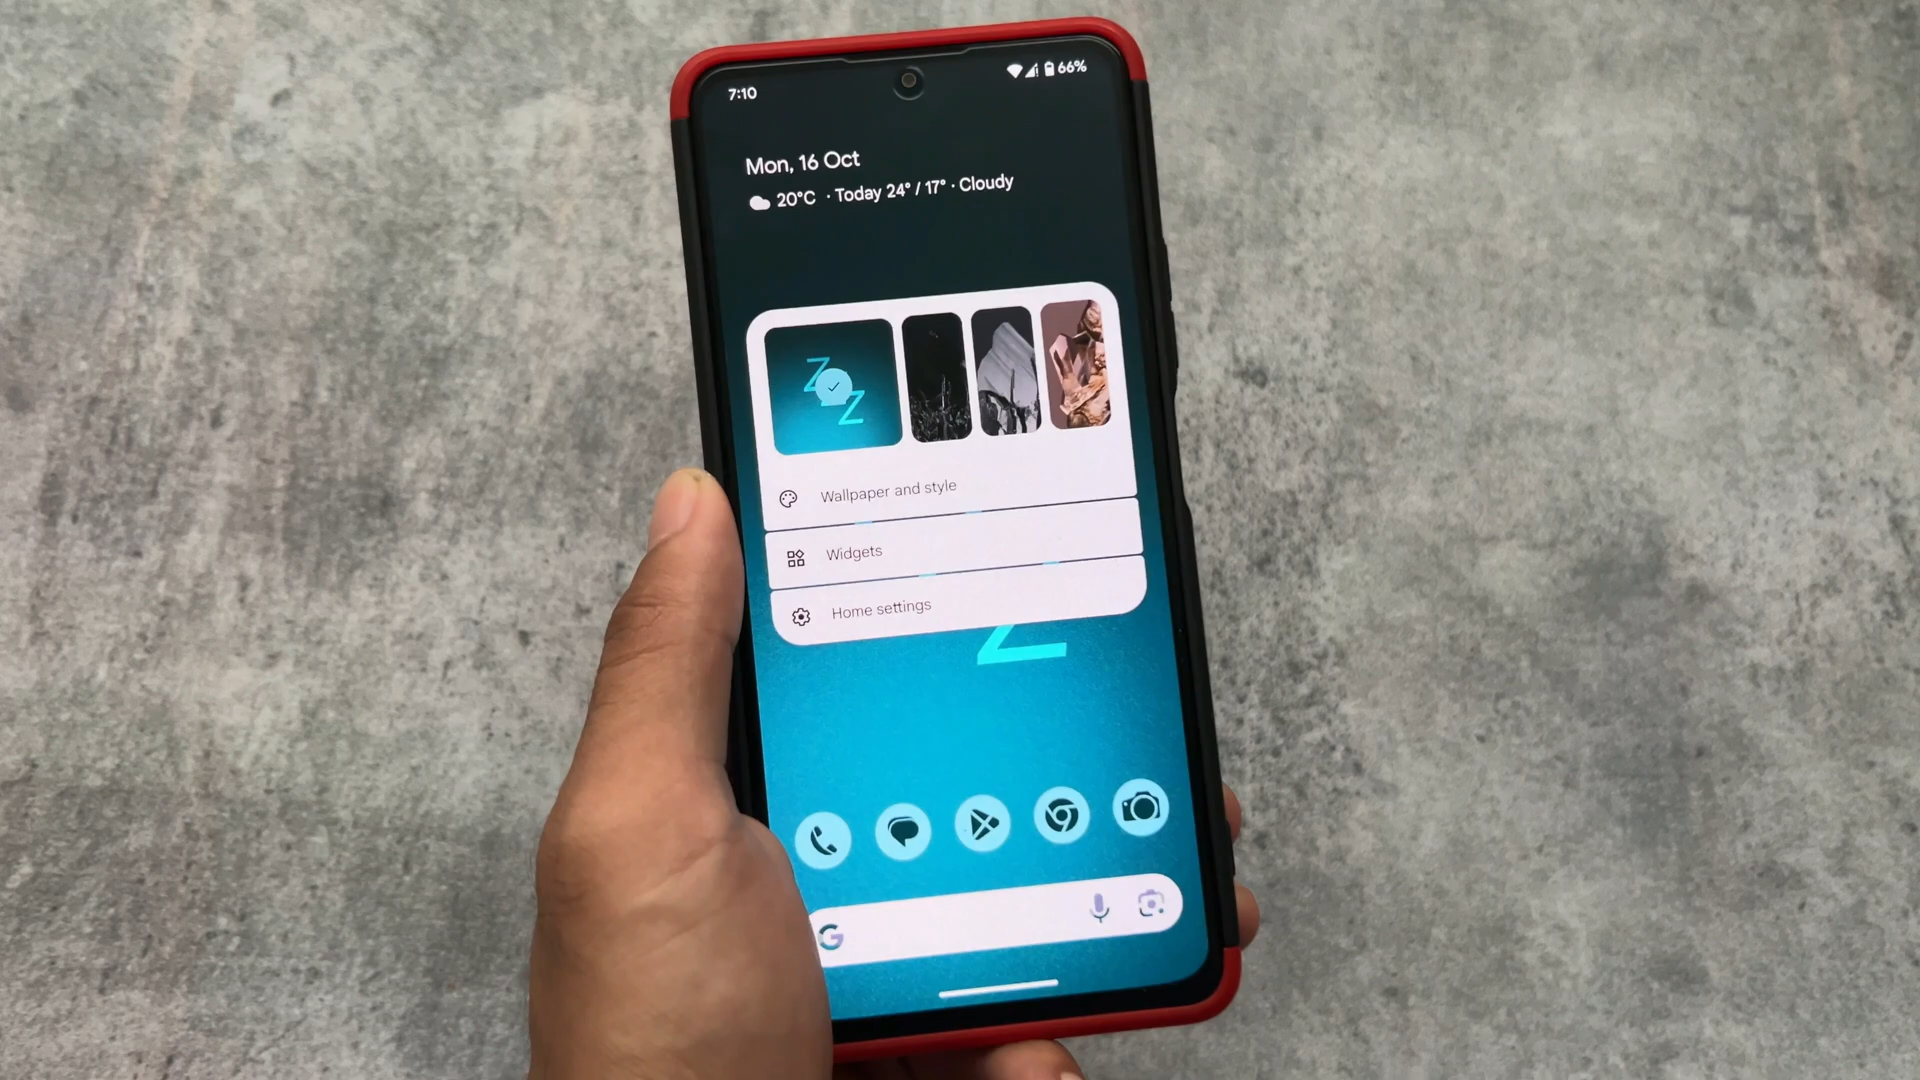 7:10
66%
Mon, 16 Oct
20°C · Today 24° / 17° · Cloudy
Z
Z
Wallpaper and style
Widgets
Home settings
Z
G